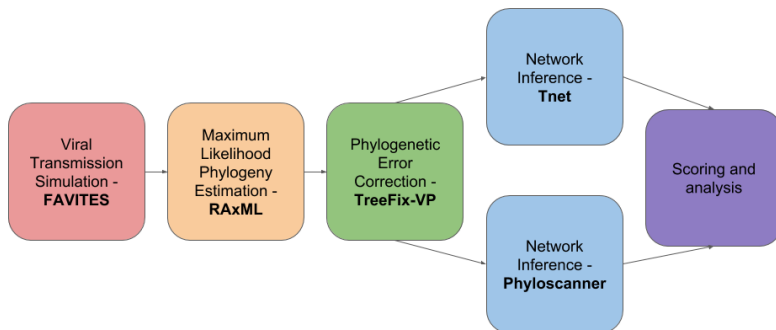 Viral
Transmission
Simulation -
FAVITES
Maximum
Likelihood
Phylogeny
Estimation -
RAxML
Phylogenetic
Error
Correction -
TreeFix-VP
Network
Inference -
Tnet
Network
Inference -
Phyloscanner
Scoring and
analysis